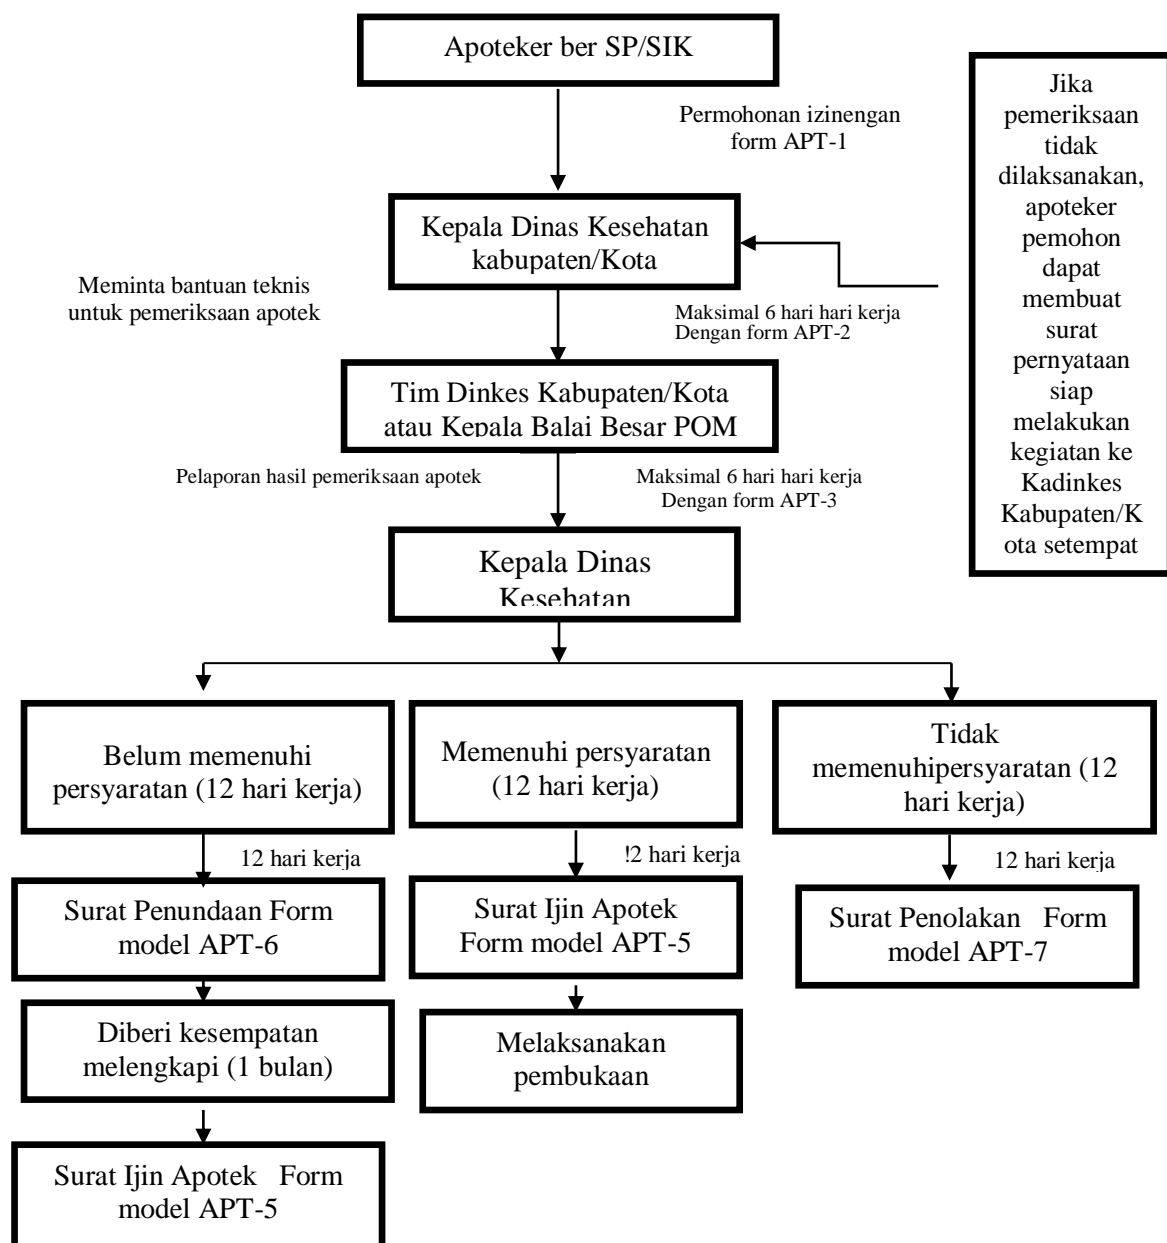 Apoteker ber SP/SIK
Permohonan izinengan
form APT-1
Jika
pemeriksaan
tidak
dilaksanakan,
apoteker
pemohon
dapat
membuat
surat
pernyataan
siap
melakukan
kegiatan ke
Kadinkes
Kabupaten/K
ota setempat
Kepala Dinas Kesehatan
kabupaten/Kota
Meminta bantuan teknis
untuk pemeriksaan apotek
Maksimal 6 hari hari kerja
Dengan form APT-2
Tim Dinkes Kabupaten/Kota
atau Kepala Balai Besar POM
Pelaporan hasil pemeriksaan apotek
Maksimal 6 hari hari kerja
Dengan form APT-3
Kepala Dinas
Kesehatan
Belum memenuhi
persyaratan (12 hari kerja)
Memenuhi persyaratan
(12 hari kerja)
Tidak
memenuhipersyaratan (12
hari kerja)
12 hari kerja
!2 hari kerja
12 hari kerja
Surat Penundaan Form
model APT-6
Surat Ijin Apotek
Form model APT-5
Surat Penolakan Form
model APT-7
Diberi kesempatan
melengkapi (1 bulan)
Melaksanakan
pembukaan
Surat Ijin Apotek Form
model APT-5